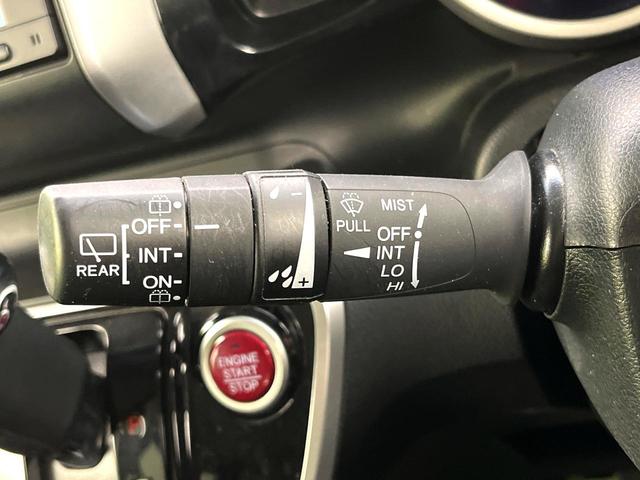 OFF
INT
ON
REAR
PULL
MIST
OFF
INT
LO
HI
ENGINE
START
STOP